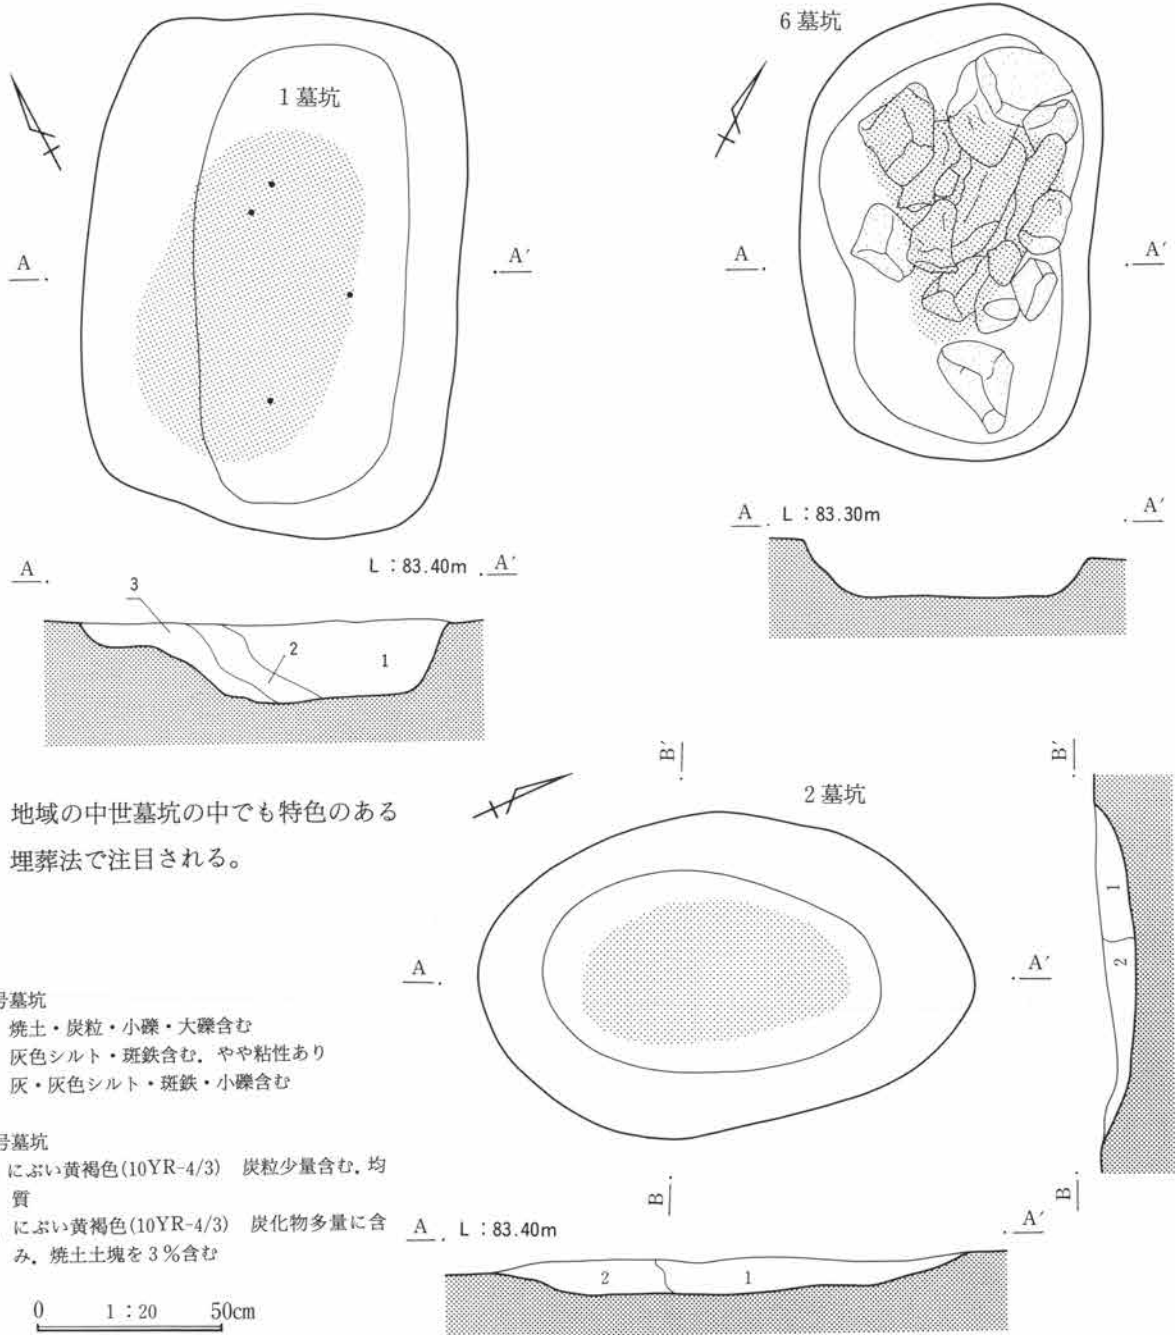 6墓坑
1墓坑
A
A′
A
A′
A
L：83.30m
A′
A
L：83.40m
A′
3
2
1
地域の中世墓坑の中でも特色のある
埋葬法で注目される。
B′
B′
2墓坑
1
2
A
A′
号墓坑
焼土・炭粒・小礫・大礫含む
灰色シルト・斑鉄含む．やや粘性あり
灰・灰色シルト・斑鉄・小礫含む
号墓坑
にぶい黄褐色(10YR-4/3)　炭粒少量含む．均
質
にぶい黄褐色(10YR-4/3)　炭化物多量に含
み．焼土土塊を3％含む
B
B
A
L：83.40m
A′
2
1
0　1：20　50cm